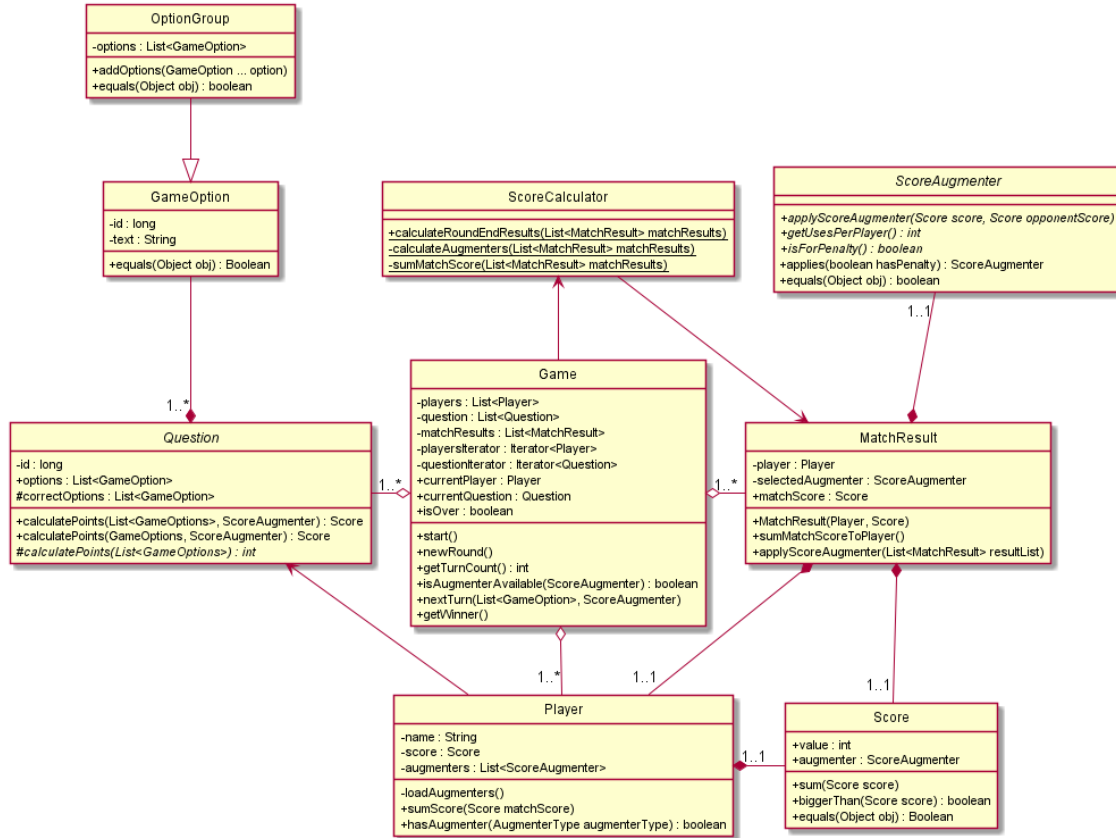 OptionGroup
-options : List<GameOption>
+addOptions(GameOption ... option)
+equals(Object obj) : boolean
GameOption
-id : long
-text : String
+equals(Object obj) : Boolean
ScoreCalculator
+calculateRoundEndResults(List<MatchResult> matchResults)
-calculateAugmenters(List<MatchResult> matchResults)
-sumMatchScore(List<MatchResult> matchResults)
ScoreAugmenter
+applyScoreAugmenter(Score score, Score opponentScore)
+getUsesPerPlayer() : int
+isForPenalty() : boolean
+applies(boolean hasPenalty) : ScoreAugmenter
+equals(Object obj) : boolean
1..1
1..*
Question
-id : long
+options : List<GameOption>
#correctOptions : List<GameOption>
+calculatePoints(List<GameOptions>, ScoreAugmenter) : Score
+calculatePoints(GameOptions, ScoreAugmenter) : Score
#calculatePoints(List<GameOptions>) : int
1..*
Game
-players : List<Player>
-question : List<Question>
-matchResults : List<MatchResult>
-playersIterator : Iterator<Player>
-questionIterator : Iterator<Question>
+currentPlayer : Player
+currentQuestion : Question
+isOver : boolean
+start()
+newRound()
+getTurnCount() : int
+isAugmenterAvailable(ScoreAugmenter) : boolean
+nextTurn(List<GameOption>, ScoreAugmenter)
+getWinner()
1..*
MatchResult
-player : Player
-selectedAugmenter : ScoreAugmenter
+matchScore : Score
+MatchResult(Player, Score)
+sumMatchScoreToPlayer()
+applyScoreAugmenter(List<MatchResult> resultList)
1..*
1..1
1..1
Player
-name : String
-score : Score
-augmenters : List<ScoreAugmenter>
-loadAugmenters()
+sumScore(Score matchScore)
+hasAugmenter(AugmenterType augmenterType) : boolean
1..1
Score
+value : int
+augmenter : ScoreAugmenter
+sum(Score score)
+biggerThan(Score score) : boolean
+equals(Object obj) : Boolean